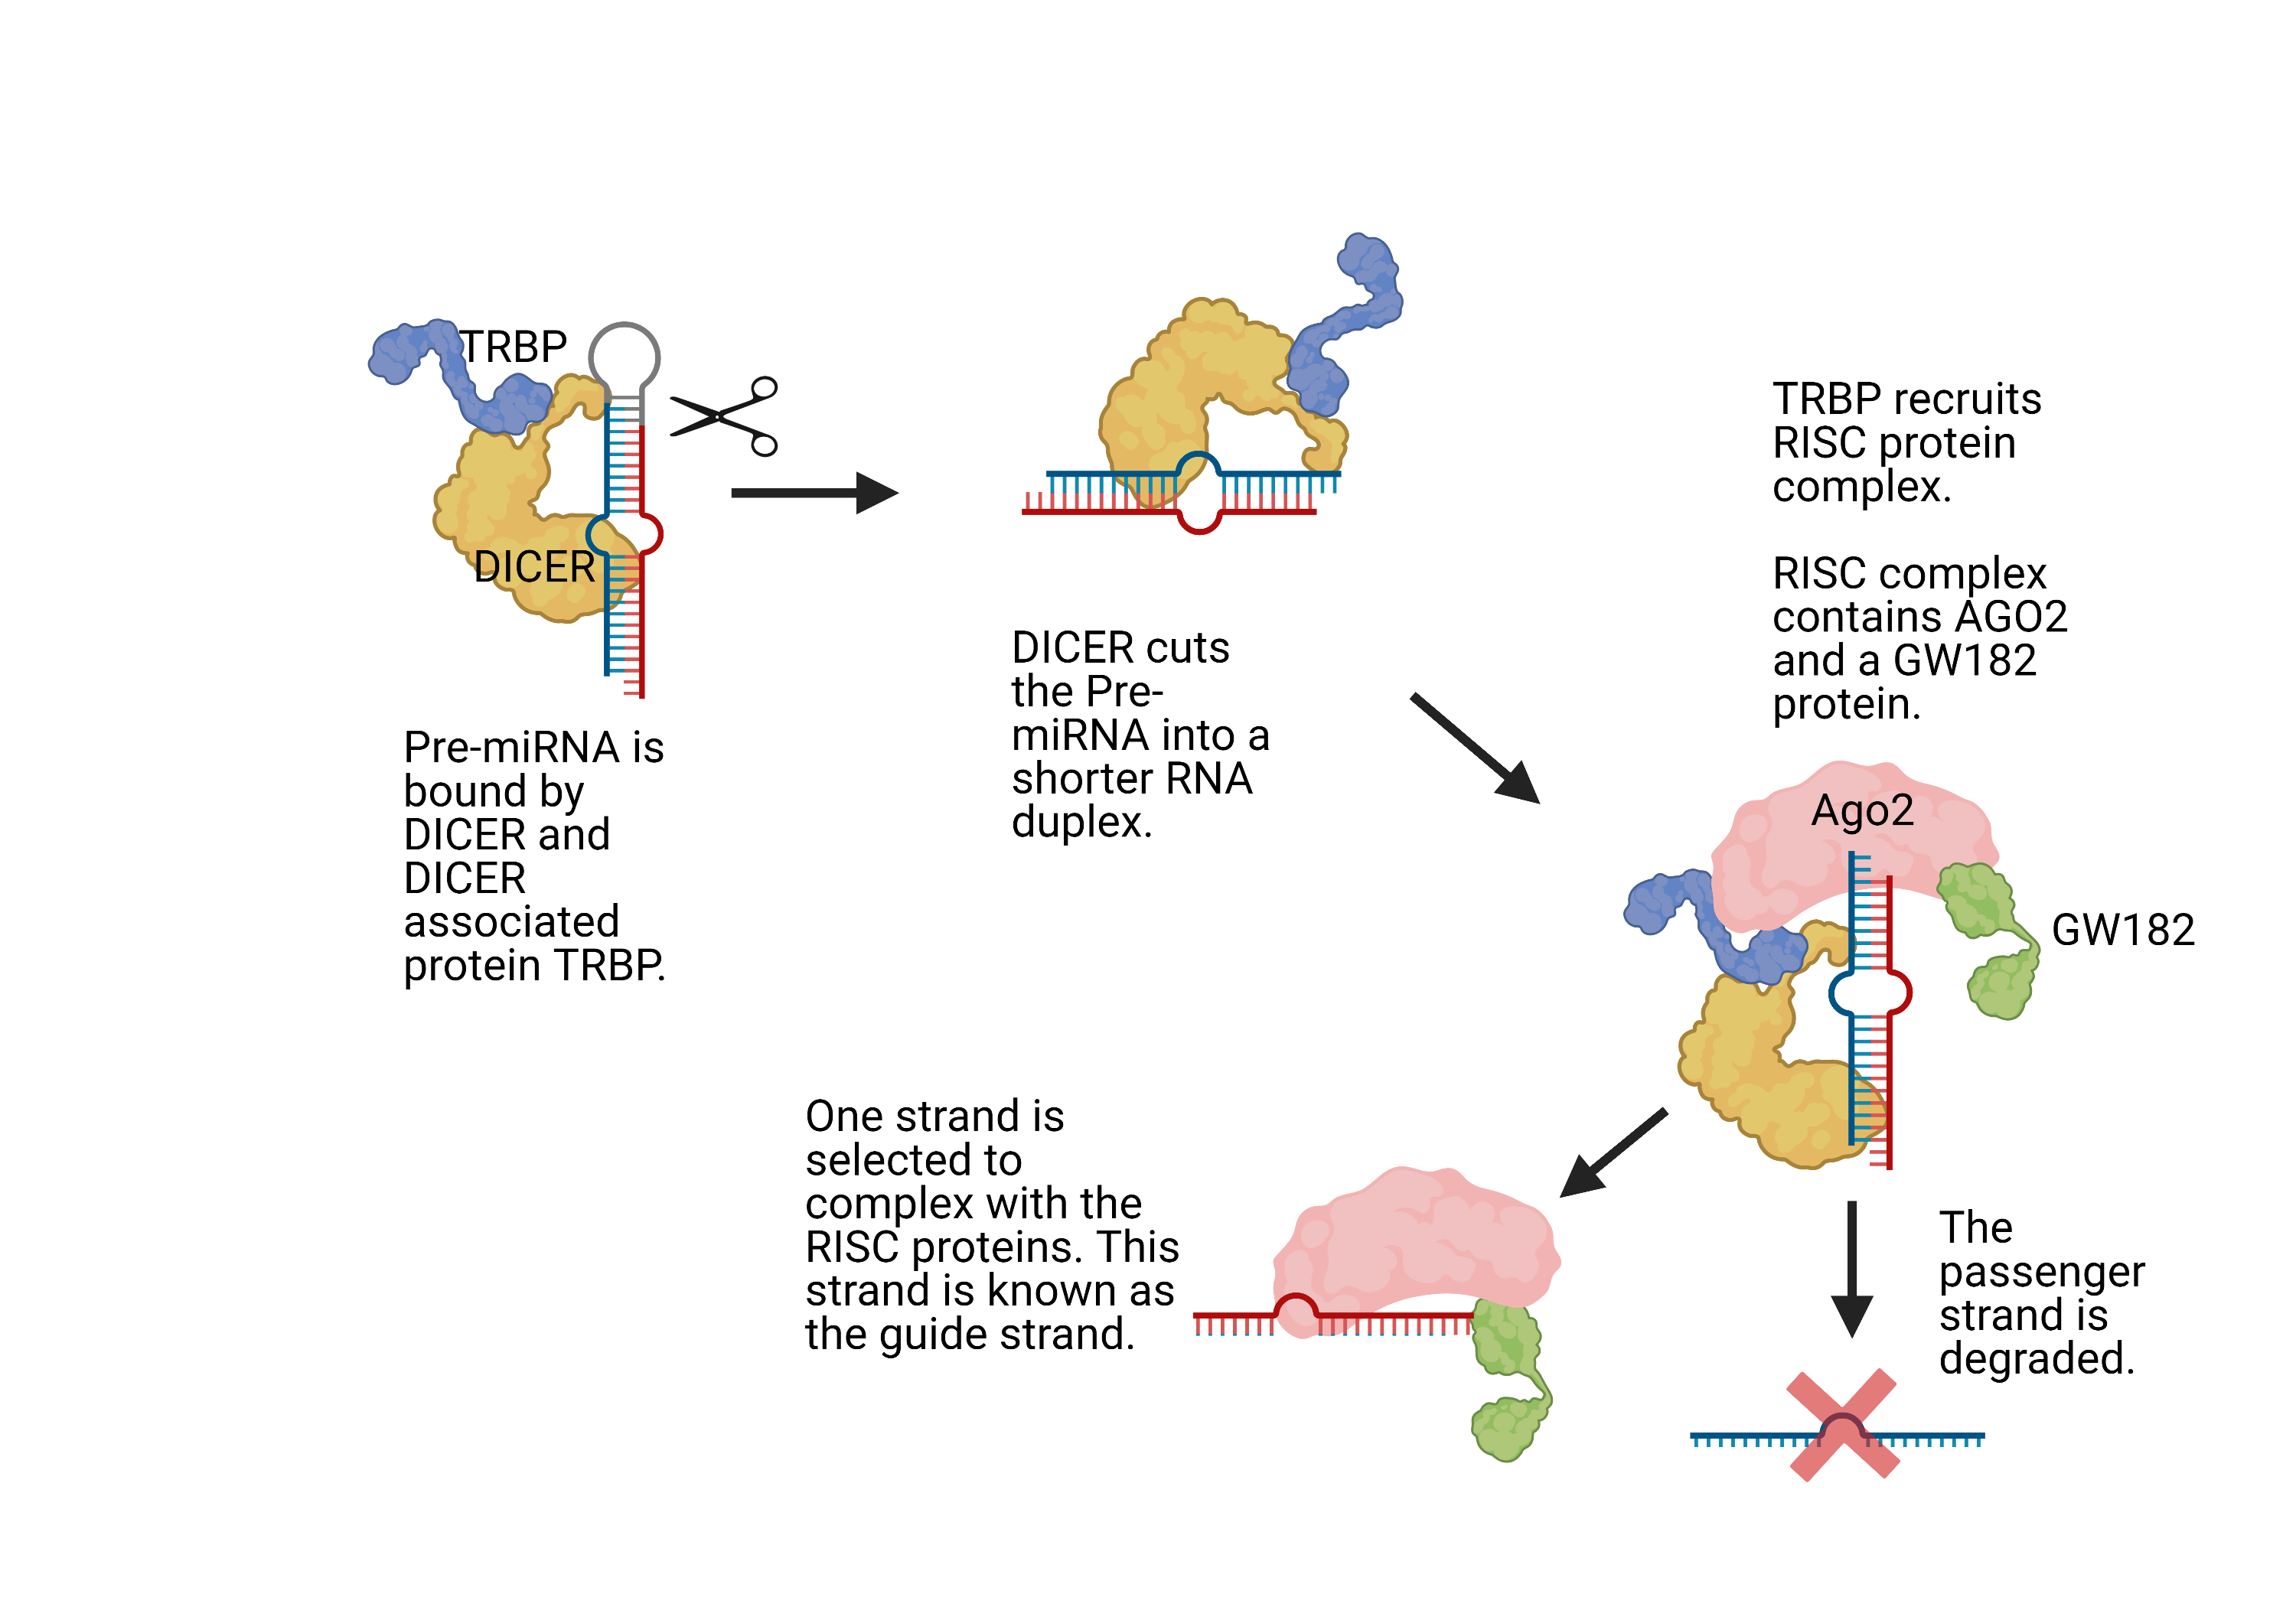 TRBP
DICER
Pre-miRNA is
bound by
DICER and
DICER
associated
protein TRBP.
DICER cuts
the Pre-
miRNA into a
shorter RNA
duplex.
TRBP recruits
RISC protein
complex.
RISC complex
contains AGO2
and a GW182
protein.
Ago2
GW182
One strand is
selected to
complex with the
RISC proteins. This
strand is known as
the guide strand.
The
passenger
strand is
degraded.